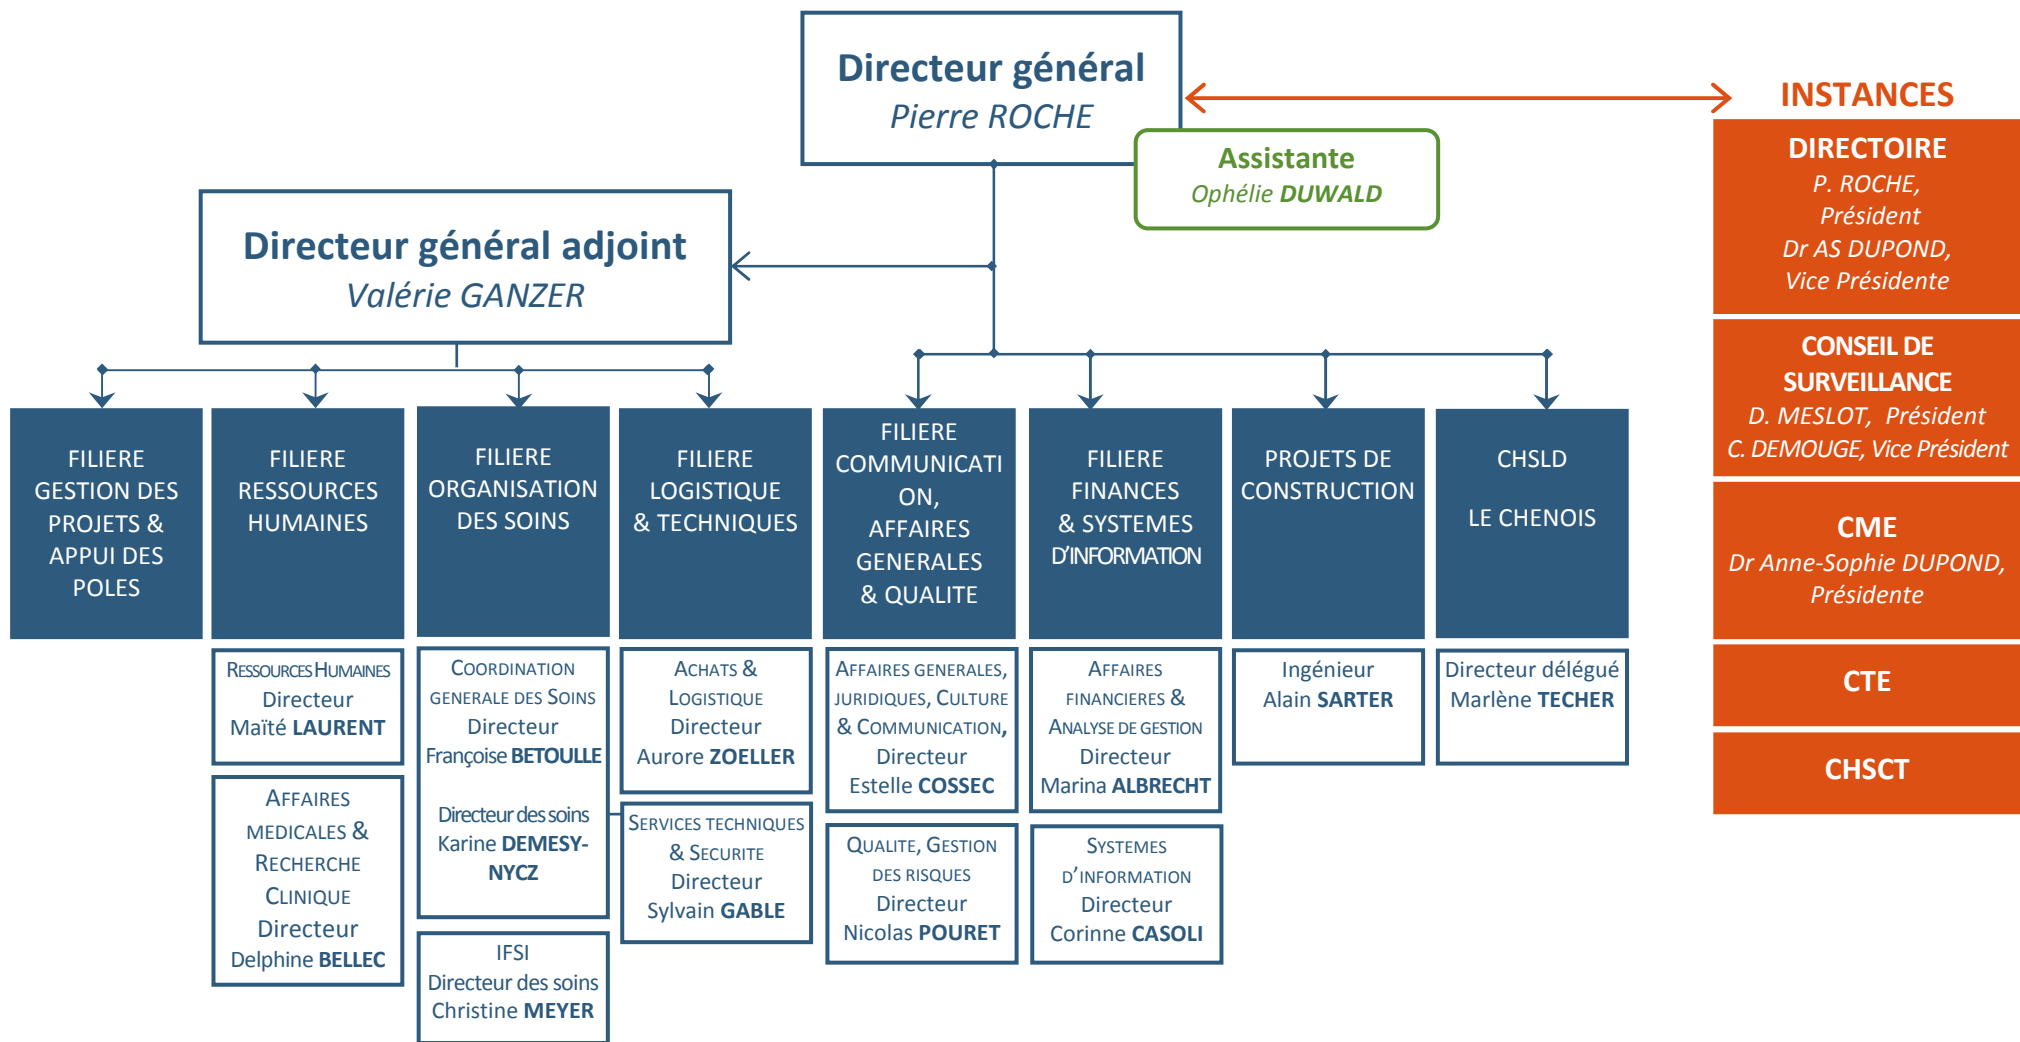 Directeur général
Pierre ROCHE
Assistante
Ophélie DUWALD
Directeur général adjoint
Valérie GANZER
FILIERE
GESTION DES
PROJETS &
APPUI DES
POLES
FILIERE
RESSOURCES
HUMAINES
RESSOURCES HUMAINES
Directeur
Maïté LAURENT
AFFAIRES
MEDICALES &
RECHERCHE
CLINIQUE
Directeur
Delphine BELLEC
FILIERE
ORGANISATION
DES SOINS
COORDINATION
GENERALE DES SOINS
Directeur
Françoise BETOULLE
Directeur des soins
Karine DEMESY-
NYCZ
IFSI
Directeur des soins
Christine MEYER
FILIERE
LOGISTIQUE
& TECHNIQUES
ACHATS &
LOGISTIQUE
Directeur
Aurore ZOELLER
SERVICES TECHNIQUES
& SECURITE
Directeur
Sylvain GABLE
FILIERE
COMMUNICATI
ON,
AFFAIRES
GENERALES
& QUALITE
AFFAIRES GENERALES,
JURIDIQUES, CULTURE
& COMMUNICATION,
Directeur
Estelle COSSEC
QUALITE, GESTION
DES RISQUES
Directeur
Nicolas POURET
FILIERE
FINANCES
& SYSTEMES
D'INFORMATION
AFFAIRES
FINANCIERES &
ANALYSE DE GESTION
Directeur
Marina ALBRECHT
SYSTEMES
D'INFORMATION
Directeur
Corinne CASOLI
PROJETS DE
CONSTRUCTION
Ingénieur
Alain SARTER
CHSLD
LE CHENOIS
Directeur délégué
Marlène TECHER
INSTANCES
DIRECTOIRE
P. ROCHE,
Président
Dr AS DUPOND,
Vice Présidente
CONSEIL DE
SURVEILLANCE
D. MESLOT, Président
C. DEMOUGE, Vice Président
CME
Dr Anne-Sophie DUPOND,
Présidente
CTE
CHSCT